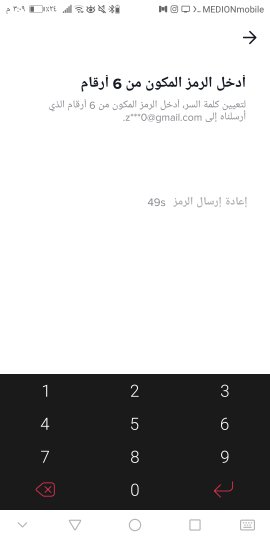 ٣:٠٩ م ٢٤٪ MEDIONmobile
أدخل الرمز المكون من 6 أرقام
لتعيين كلمة السر، أدخل الرمز المكون من 6 أرقام الذي
أرسلناه إلى z***0@gmail.com.
إعادة إرسال الرمز 49s
1 2 3
4 5 6
7 8 9
0